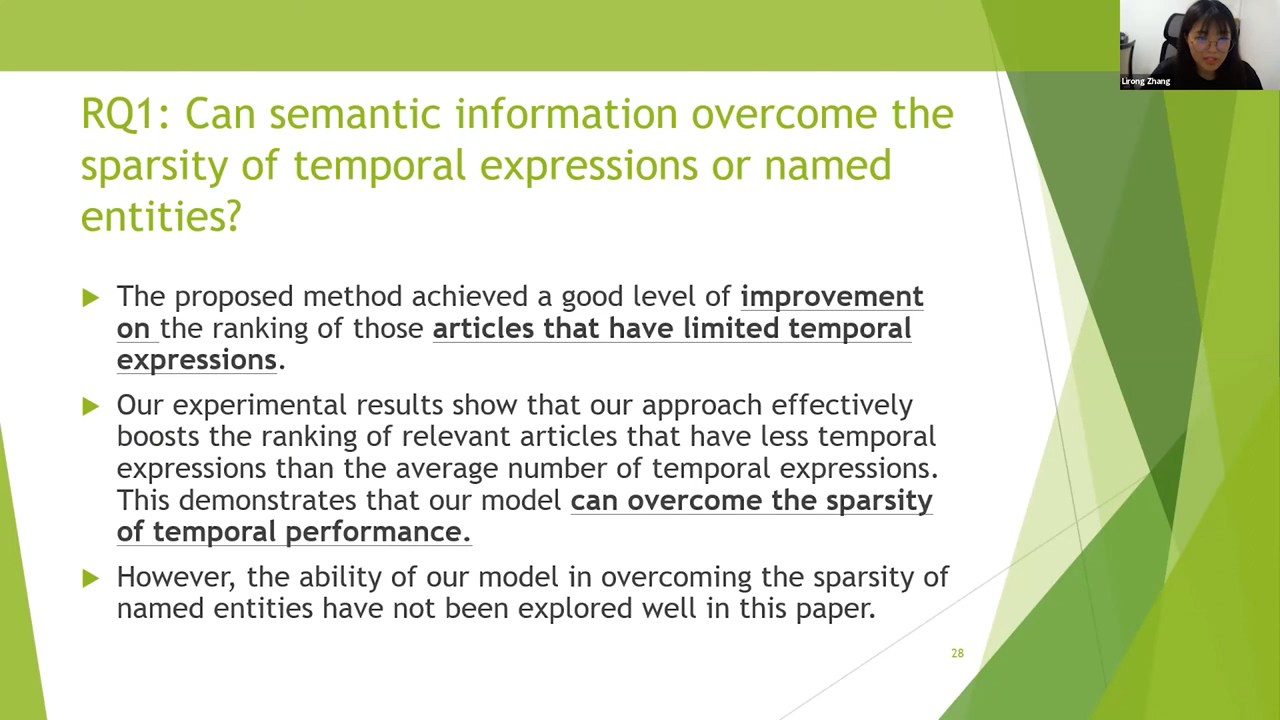 Lirong Zhang
RQ1: Can semantic information overcome the
sparsity of temporal expressions or named
entities?
The proposed method achieved a good level of improvement
on the ranking of those articles that have limited temporal
expressions.
Our experimental results show that our approach effectively
boosts the ranking of relevant articles that have less temporal
expressions than the average number of temporal expressions.
This demonstrates that our model can overcome the sparsity
of temporal performance.
However, the ability of our model in overcoming the sparsity of
named entities have not been explored well in this paper.
28